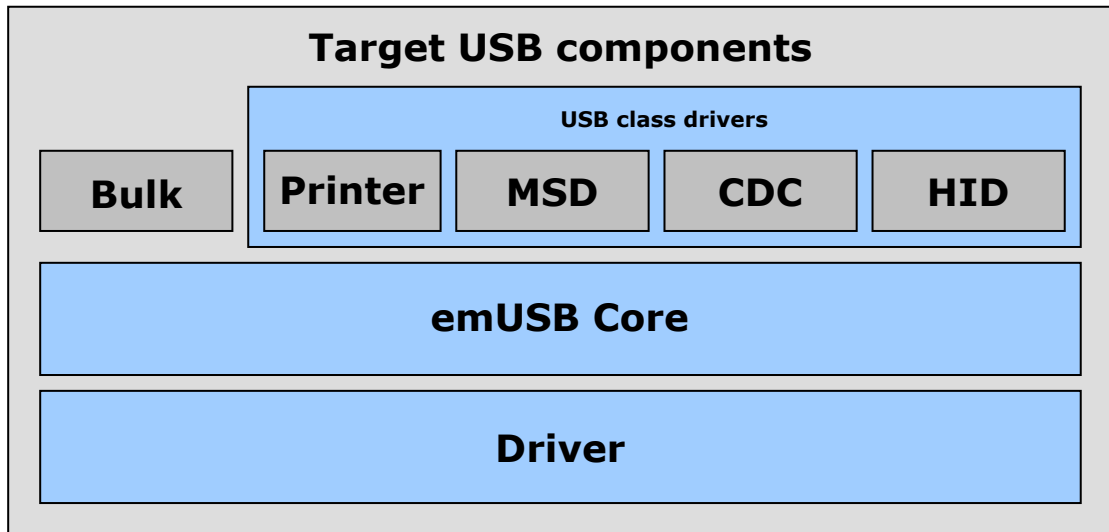 Target USB components
USB class drivers
Bulk
Printer
MSD
CDC
HID
emUSB Core
Driver